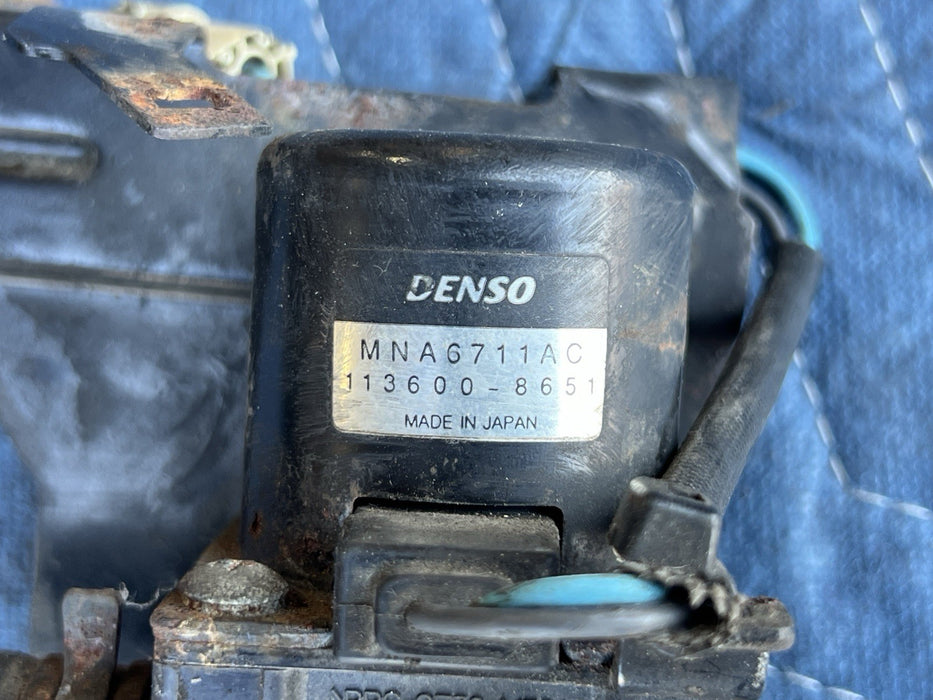 DENSO
MNA6711AC
113600-8651
MADE IN JAPAN